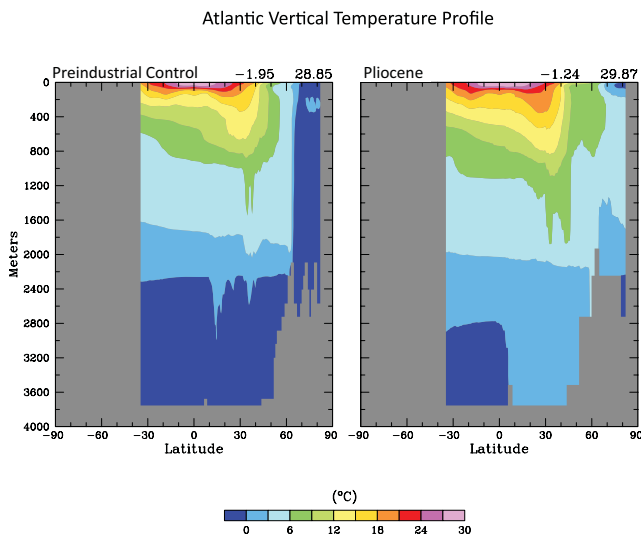 Atlantic Vertical Temperature Profile
Preindustrial Control −1.95 28.85
Pliocene −1.24 29.87
0
400
800
1200
1600
2000
2400
2800
3200
3600
4000
Meters
−90 −60 −30 0 30 60 90
−90 −60 −30 0 30 60 90
Latitude
Latitude
(°C)
0 6 12 18 24 30